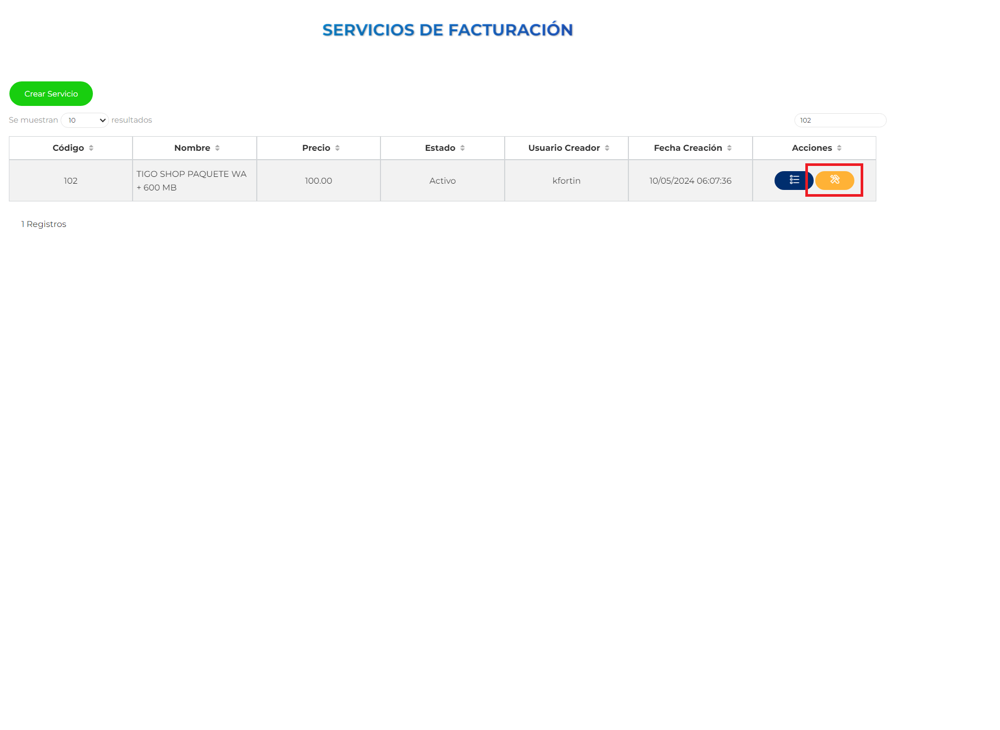 SERVICIOS DE FACTURACIÓN
Crear Servicio
Se muestran 10 resultados
102
Código Nombre Precio Estado Usuario Creador Fecha Creación Acciones
102 TIGO SHOP PAQUETE WA + 600 MB 100.00 Activo kfortin 10/05/2024 06:07:36
1 Registros